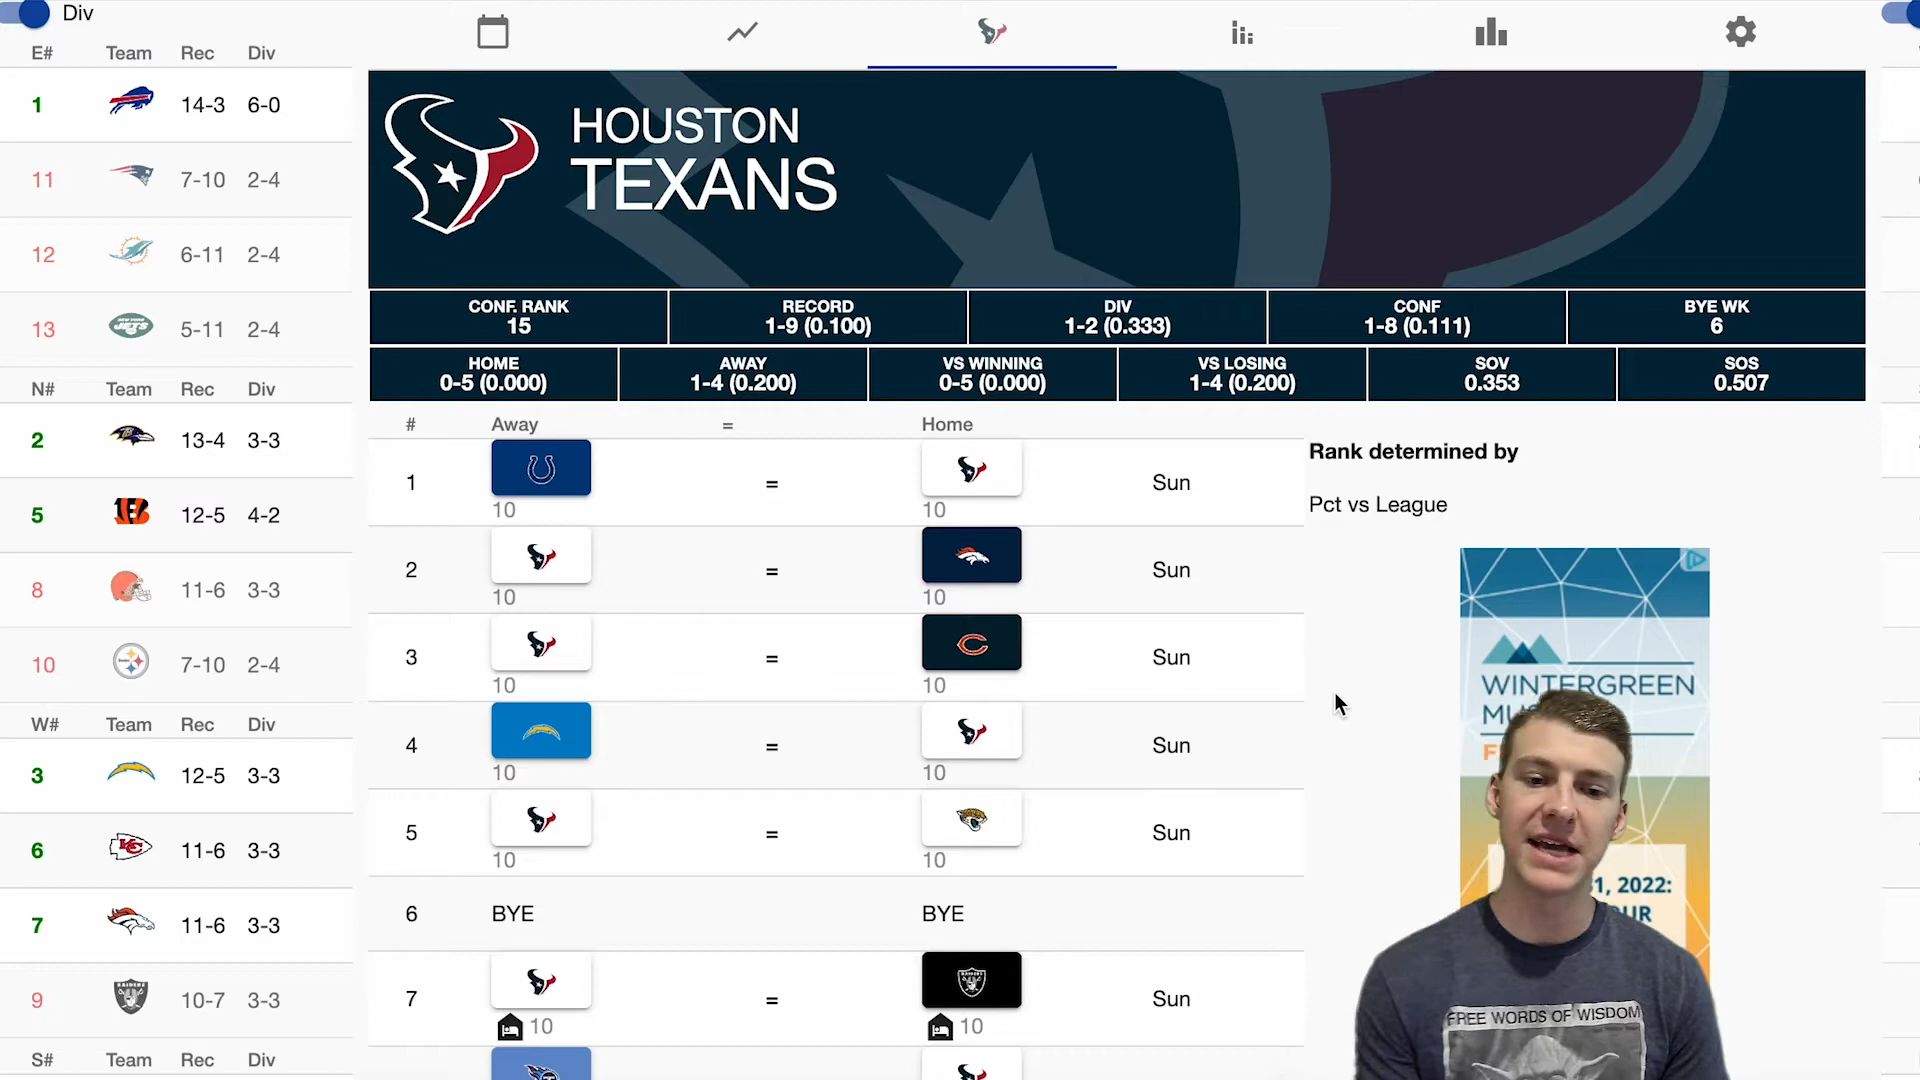 Div
E# Team Rec Div
1 14-3 6-0
11 7-10 2-4
12 6-11 2-4
13 5-11 2-4
N# Team Rec Div
2 13-4 3-3
5 12-5 4-2
8 11-6 3-3
10 7-10 2-4
W# Team Rec Div
3 12-5 3-3
6 11-6 3-3
7 11-6 3-3
9 10-7 3-3
S# Team Rec Div
HOUSTON
TEXANS
CONF. RANK RECORD DIV CONF BYE WK
15 1-9 (0.100) 1-2 (0.333) 1-8 (0.111) 6
HOME AWAY VS WINNING VS LOSING SOV SOS
0-5 (0.000) 1-4 (0.200) 0-5 (0.000) 1-4 (0.200) 0.353 0.507
# Away = Home
1 = Sun
10 10
2 = Sun
10 10
3 = Sun
10 10
4 = Sun
10 10
5 = Sun
10 10
6 BYE BYE
7 = Sun
10 10
Rank determined by
Pct vs League
WINTERGREEN
2022:
FREE WORDS OF WISDOM